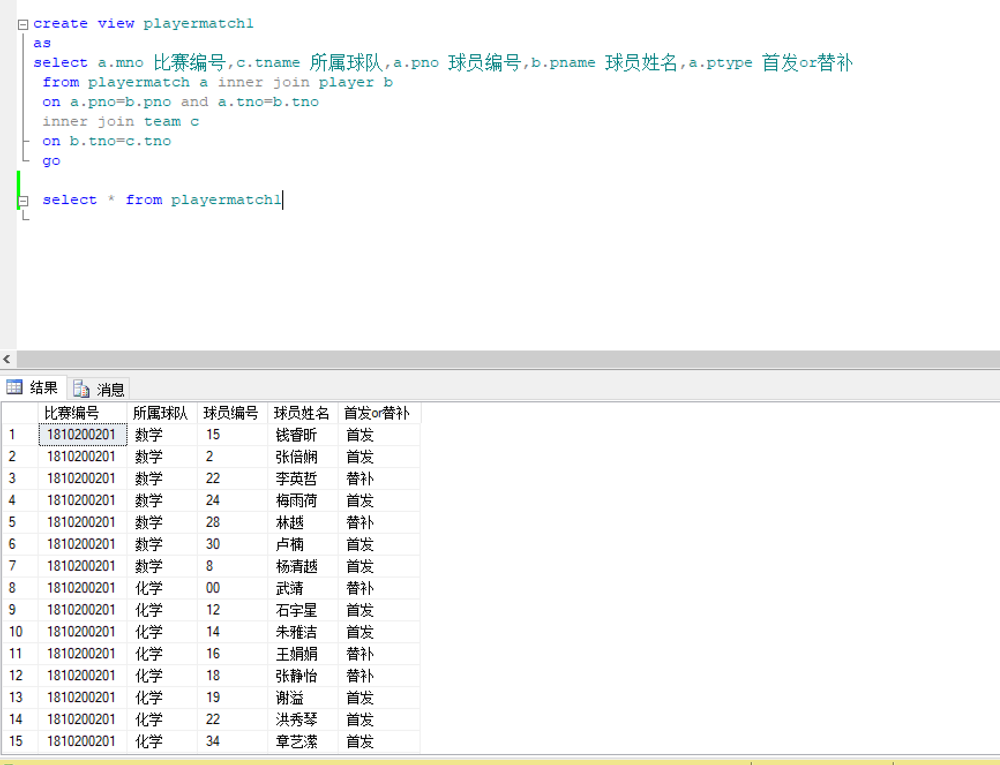 create view playermatch1
as
select a.mno 比赛编号,c.tname 所属球队,a.pno 球员编号,b.pname 球员姓名,a.ptype 首发or替补
from playermatch a inner join player b
on a.pno=b.pno and a.tno=b.tno
inner join team c
on b.tno=c.tno
go
select * from playermatch1
结果 消息
比赛编号 所属球队 球员编号 球员姓名 首发or替补
1 1810200201 数学 15 钱睿昕 首发
2 1810200201 数学 2 张倍娴 首发
3 1810200201 数学 22 李英哲 替补
4 1810200201 数学 24 梅雨荷 首发
5 1810200201 数学 28 林越 替补
6 1810200201 数学 30 卢楠 首发
7 1810200201 数学 8 杨清越 首发
8 1810200201 化学 00 武靖 替补
9 1810200201 化学 12 石宇星 首发
10 1810200201 化学 14 朱雅洁 首发
11 1810200201 化学 16 王娟娟 替补
12 1810200201 化学 18 张静怡 替补
13 1810200201 化学 19 谢溢 首发
14 1810200201 化学 22 洪秀琴 首发
15 1810200201 化学 34 章艺潆 首发